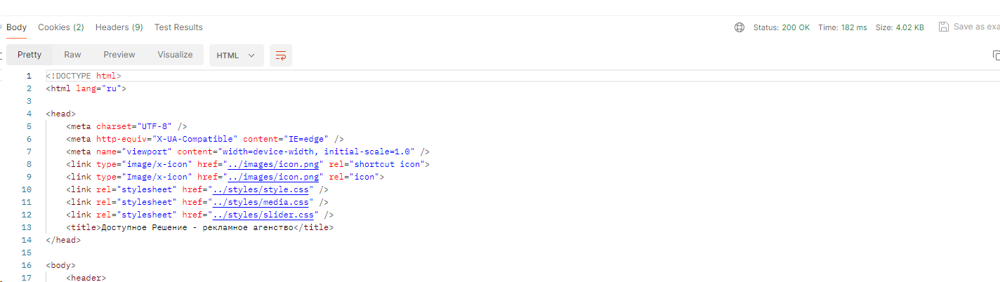 Body Cookies (2) Headers (9) Test Results Status: 200 OK Time: 182 ms Size: 4.02 KB Save as exa
Pretty Raw Preview Visualize HTML
1 <!DOCTYPE html>
2 <html lang="ru">
3
4 <head>
5 <meta charset="UTF-8" />
6 <meta http-equiv="X-UA-Compatible" content="IE=edge" />
7 <meta name="viewport" content="width=device-width, initial-scale=1.0" />
8 <link type="image/x-icon" href="../images/icon.png" rel="shortcut icon">
9 <link type="Image/x-icon" href="../images/icon.png" rel="icon">
10 <link rel="stylesheet" href="../styles/style.css" />
11 <link rel="stylesheet" href="../styles/media.css" />
12 <link rel="stylesheet" href="../styles/slider.css" />
13 <title>Доступное Решение - рекламное агенство</title>
14 </head>
15
16 <body>
17 <header>